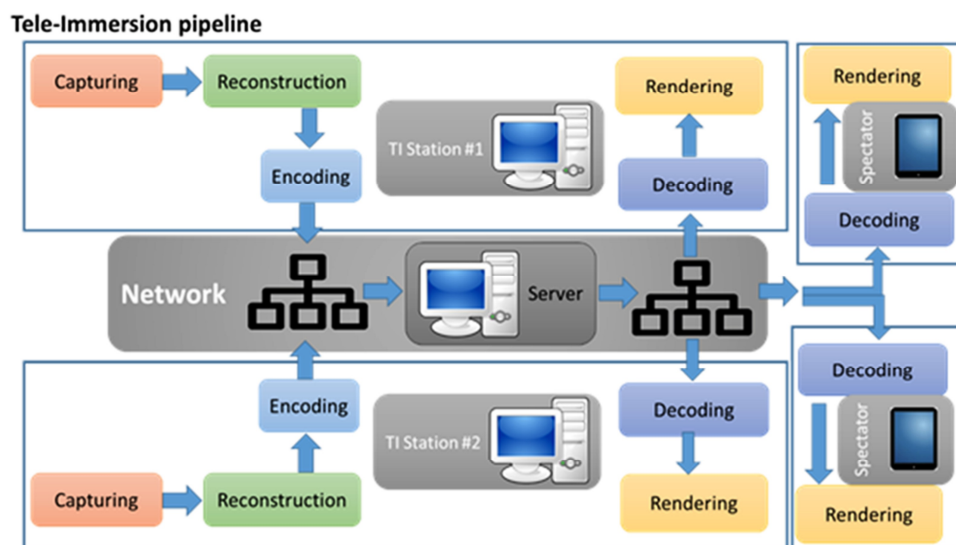 Tele-Immersion pipeline
Capturing
Reconstruction
Encoding
TI Station #1
Rendering
Decoding
Rendering
Spectator
Decoding
Network
Server
Encoding
Capturing
Reconstruction
TI Station #2
Decoding
Rendering
Decoding
Spectator
Rendering